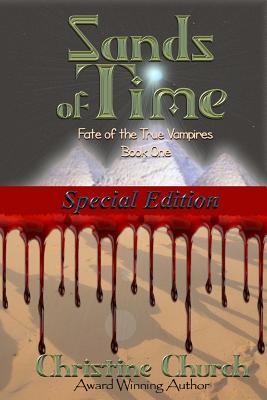 Sands
of Time
Fate of the True Vampires
Book One
Special Edition
Christine Church
Award Winning Author